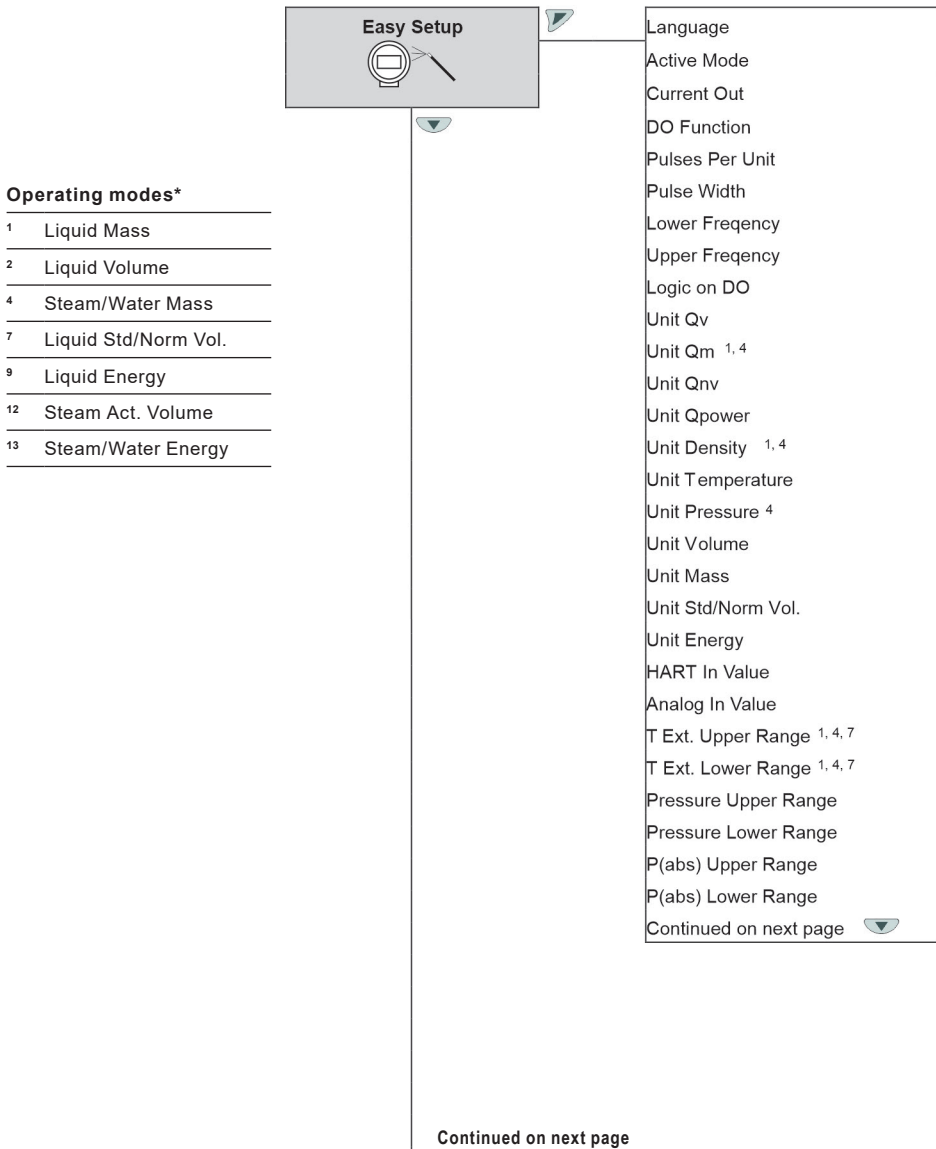 Easy Setup
Operating modes*
1 Liquid Mass
2 Liquid Volume
4 Steam/Water Mass
7 Liquid Std/Norm Vol.
9 Liquid Energy
12 Steam Act. Volume
13 Steam/Water Energy
Language
Active Mode
Current Out
DO Function
Pulses Per Unit
Pulse Width
Lower Freqency
Upper Freqency
Logic on DO
Unit Qv
Unit Qm 1, 4
Unit Qnv
Unit Qpower
Unit Density 1, 4
Unit Temperature
Unit Pressure 4
Unit Volume
Unit Mass
Unit Std/Norm Vol.
Unit Energy
HART In Value
Analog In Value
T Ext. Upper Range 1, 4, 7
T Ext. Lower Range 1, 4, 7
Pressure Upper Range
Pressure Lower Range
P(abs) Upper Range
P(abs) Lower Range
Continued on next page
Continued on next page